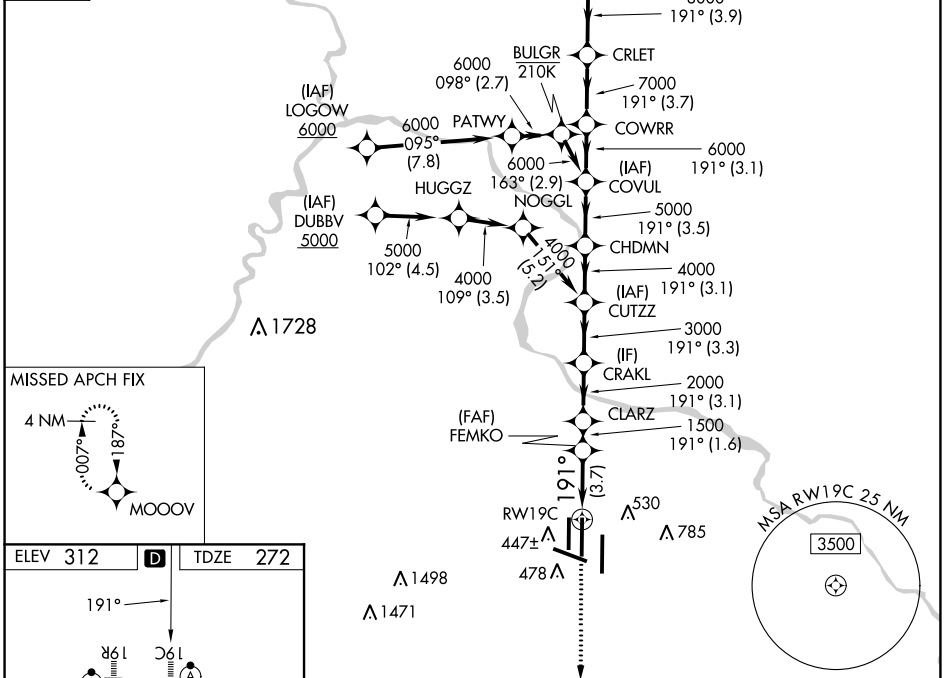 191° (3.9)
CRLET
BULGR
210K
6000
098° (2.7)
7000
191° (3.7)
(IAF)
LOGOW
6000
6000
095°
(7.8)
PATWY
COWRR
6000
191° (3.1)
6000
163° (2.9)
(IAF)
COVUL
HUGGZ
NOGGL
(IAF)
DUBBV
5000
5000
191° (3.5)
CHDMN
5000
102° (4.5)
4000
109° (3.5)
4000
151°
(5.2)
4000
191° (3.1)
(IAF)
CUTZZ
1728
3000
191° (3.3)
(IF)
CRAKL
2000
191° (3.1)
MISSED APCH FIX
4 NM
007°
187°
MOOOV
(FAF)
FEMKO
CLARZ
1500
191° (1.6)
191°
(3.7)
RW19C
530
785
447±
478
MSA RW19C 25 NM
3500
ELEV 312
D
TDZE 272
1498
1471
191°
19R
19C
A